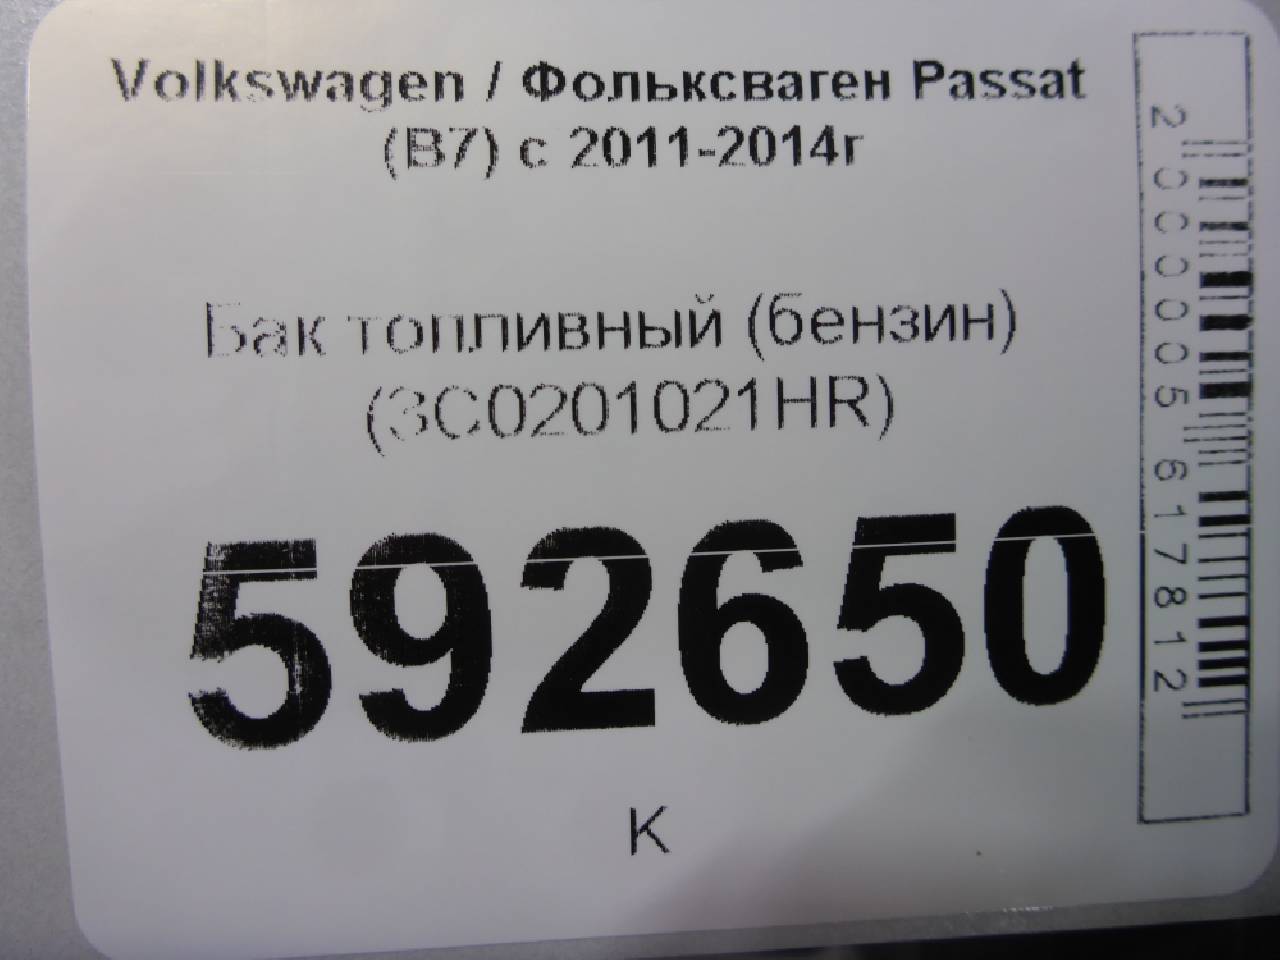 Volkswagen / Фольксваген Passat
(B7) с 2011-2014г
Бак топливный (бензин)
(3C0201021HR)
592650
К
2000005617812